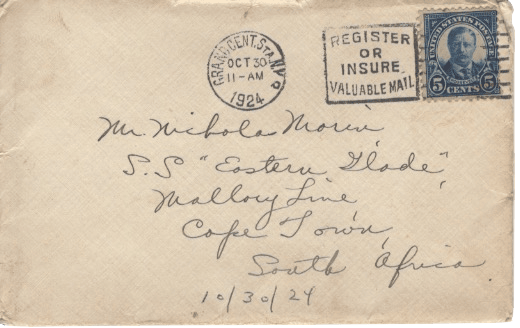 GRAND CENT. STA. N.Y.
OCT 30
11-AM
1924
REGISTER
OR
INSURE
VALUABLE MAIL
UNITED STATES POSTAGE
5 CENTS 5
Mr. Nicholas Morin,
S.S "Eastern Glade"
Mallory Line,
Cape Town,
South Africa.
10/30/24